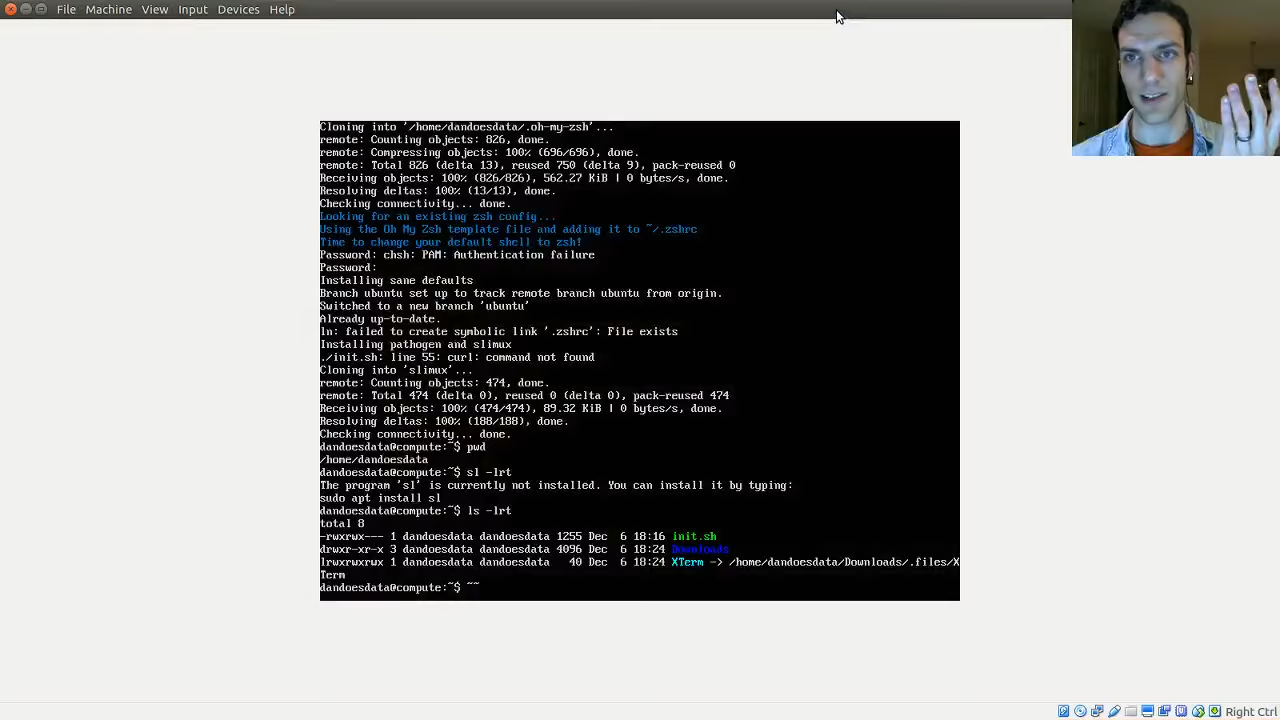 File Machine View Input Devices Help
Cloning into '/home/dandoesdata/.oh-my-zsh'...
remote: Counting objects: 826, done.
remote: Compressing objects: 100% (696/696), done.
remote: Total 826 (delta 13), reused 750 (delta 9), pack-reused 0
Receiving objects: 100% (826/826), 562.27 KiB | 0 bytes/s, done.
Resolving deltas: 100% (13/13), done.
Checking connectivity... done.
Looking for an existing zsh config...
Using the Oh My Zsh template file and adding it to ~/.zshrc
Time to change your default shell to zsh!
Password: chsh: PAM: Authentication failure
Password:
Installing sane defaults
Branch ubuntu set up to track remote branch ubuntu from origin.
Switched to a new branch 'ubuntu'
Already up-to-date.
ln: failed to create symbolic link '.zshrc': File exists
Installing pathogen and slimux
./init.sh: line 55: curl: command not found
Cloning into 'slimux'...
remote: Counting objects: 474, done.
remote: Total 474 (delta 0), reused 0 (delta 0), pack-reused 474
Receiving objects: 100% (474/474), 89.32 KiB | 0 bytes/s, done.
Resolving deltas: 100% (188/188), done.
Checking connectivity... done.
dandoesdata@compute:~$ pwd
/home/dandoesdata
dandoesdata@compute:~$ sl -lrt
The program 'sl' is currently not installed. You can install it by typing:
sudo apt install sl
dandoesdata@compute:~$ ls -lrt
total 8
-rwxrwx--- 1 dandoesdata dandoesdata 1255 Dec  6 18:16 init.sh
drwxr-xr-x 3 dandoesdata dandoesdata 4096 Dec  6 18:24 Downloads
lrwxrwxrwx 1 dandoesdata dandoesdata   40 Dec  6 18:24 XTerm -> /home/dandoesdata/Downloads/.files/X
Term
dandoesdata@compute:~$ ~~
Right Ctrl